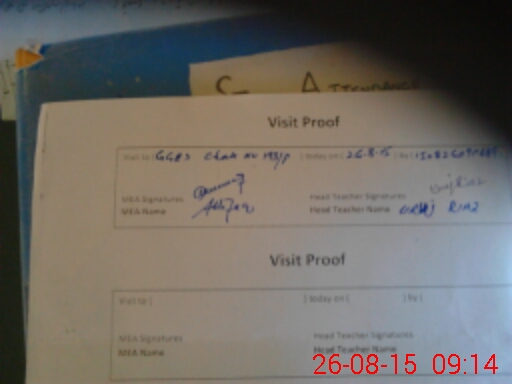 ATTENDANCE
Visit Proof
Visit to ( GGES Chak no 193/P ) today on ( 26-8-15 ) by (
MEA Signatures Head Teacher Signatures
MEA Name Head Teacher Name
Visit Proof
Visit to ( ) today on ( ) by (
MEA Signatures Head Teacher Signatures
MEA Name Head Teacher Name
26-08-15 09:14